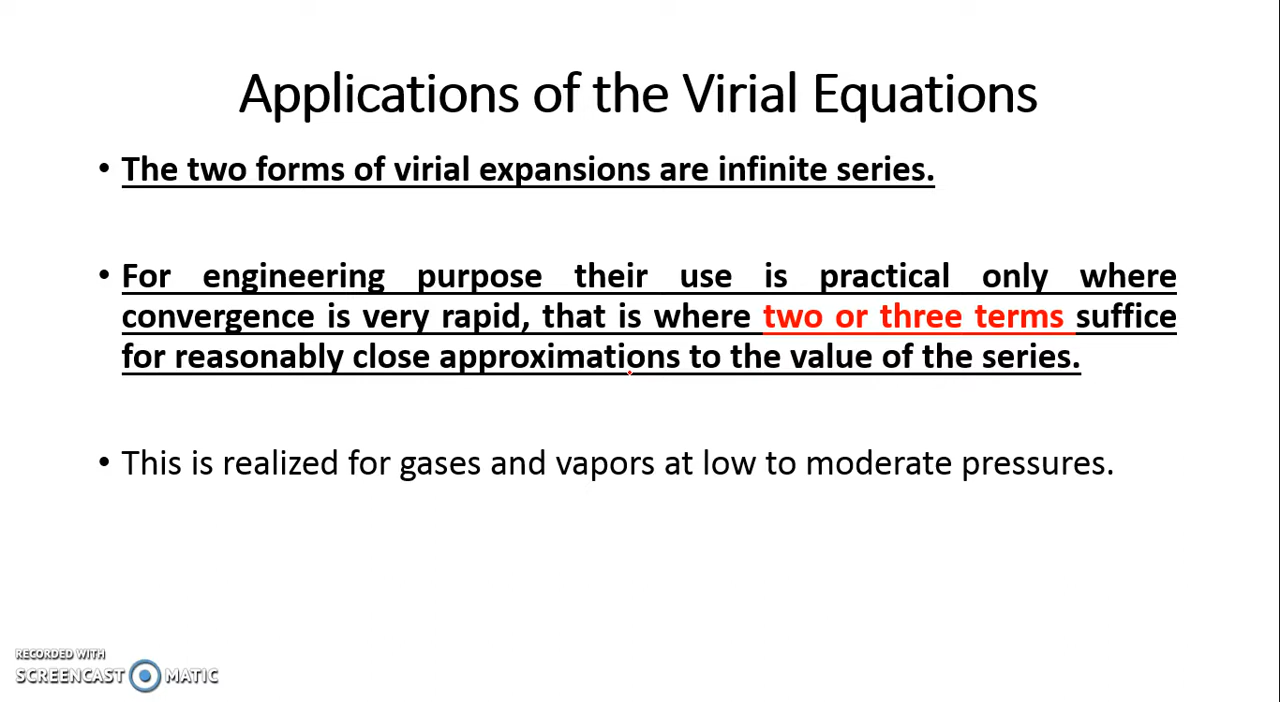 Applications of the Virial Equations
• The two forms of virial expansions are infinite series.
• For engineering purpose their use is practical only where
convergence is very rapid, that is where two or three terms suffice
for reasonably close approximations to the value of the series.
• This is realized for gases and vapors at low to moderate pressures.
RECORDED WITH
SCREENCAST MATIC